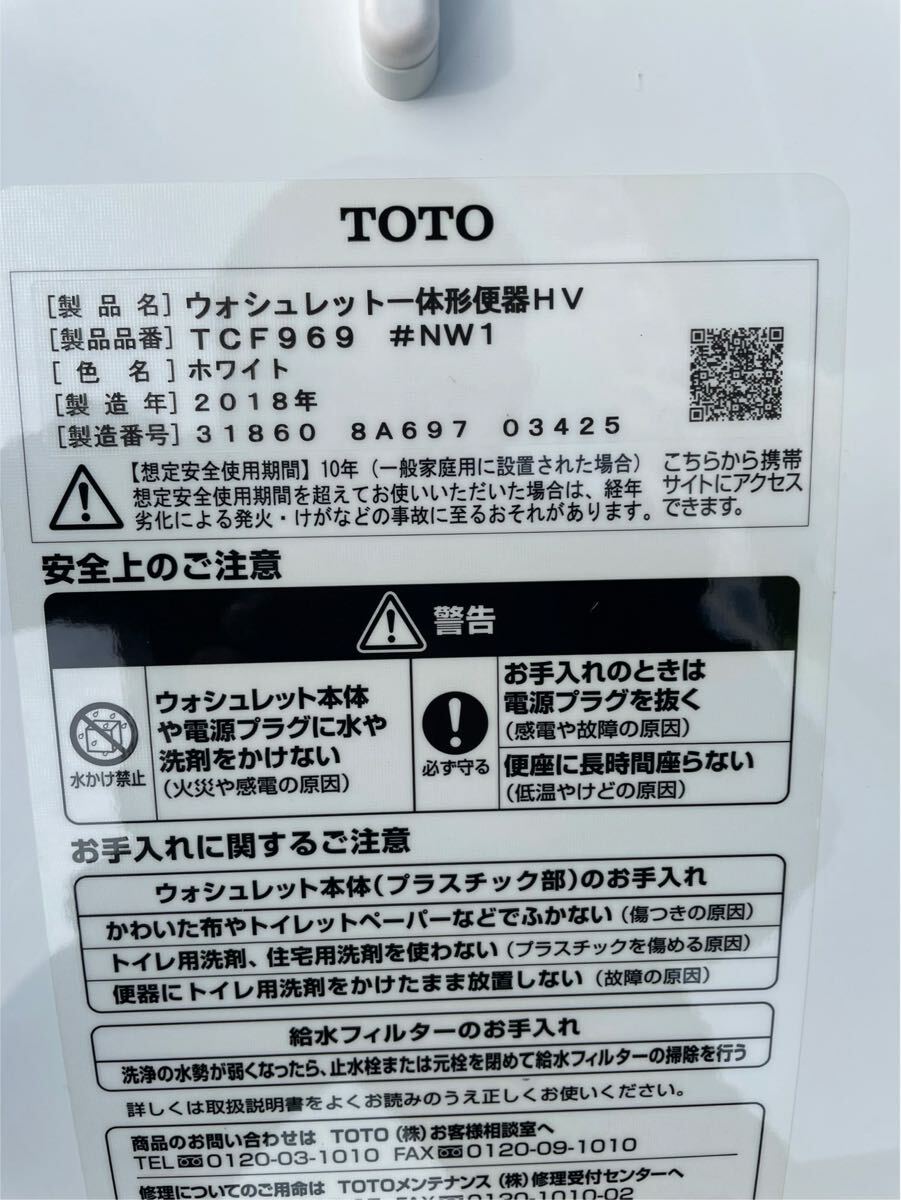 TOTO
[製品名] ウォシュレット一体形便器HV
[製品品番] TCF969 #NW1
[色名] ホワイト
[製造年] 2018年
[製造番号] 31860 8A697 03425
【想定安全使用期間】10年（一般家庭用に設置された場合）
想定安全使用期間を超えてお使いいただいた場合は、経年
劣化による発火・けがなどの事故に至るおそれがあります。
こちらから携帯
サイトにアクセス
できます。
安全上のご注意
警告
水かけ禁止
ウォシュレット本体
や電源プラグに水や
洗剤をかけない
（火災や感電の原因）
必ず守る
お手入れのときは
電源プラグを抜く
（感電や故障の原因）
便座に長時間座らない
（低温やけどの原因）
お手入れに関するご注意
ウォシュレット本体（プラスチック部）のお手入れ
かわいた布やトイレットペーパーなどでふかない（傷つきの原因）
トイレ用洗剤、住宅用洗剤を使わない（プラスチックを傷める原因）
便器にトイレ用洗剤をかけたまま放置しない（故障の原因）
給水フィルターのお手入れ
洗浄の水勢が弱くなったら、止水栓または元栓を閉めて給水フィルターの掃除を行う
詳しくは取扱説明書をよくお読みのうえ正しくお使いください。
商品のお問い合わせは TOTO（株）お客様相談室へ
TEL 0120-03-1010 FAX 0120-09-1010
修理についてのご用命は TOTOメンテナンス（株）修理受付センターへ
FAX 0120-1010-02